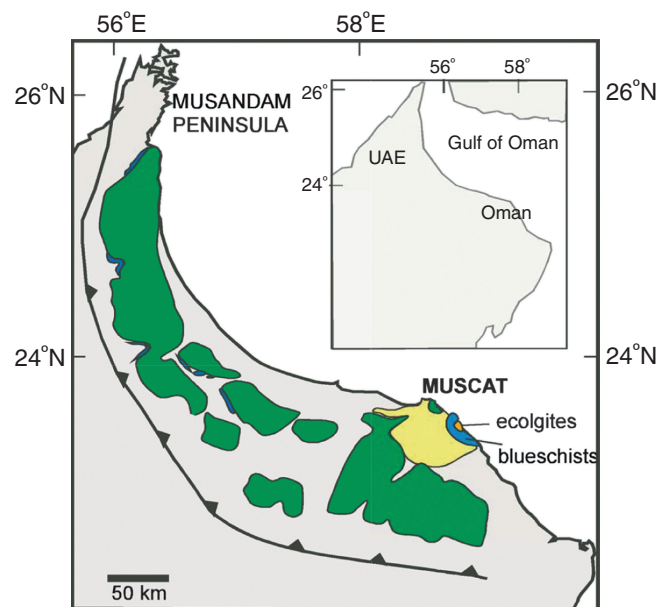 56°E
58°E
26°N
26°N
MUSANDAM
PENINSULA
56°
58°
26°
Gulf of Oman
UAE
24°
Oman
24°N
24°N
MUSCAT
ecolgites
blueschists
50 km